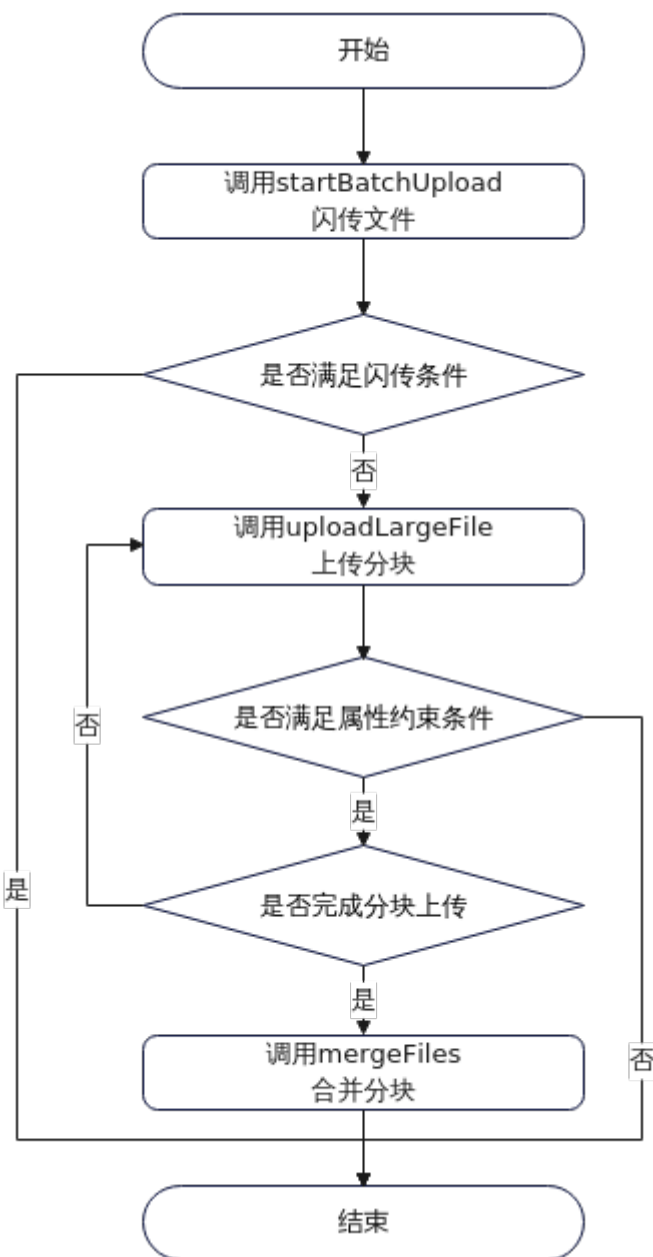 开始
调用startBatchUpload
闪传文件
是否满足闪传条件
否
调用uploadLargeFile
上传分块
是否满足属性约束条件
否
是
是
是否完成分块上传
是
调用mergeFiles
合并分块
否
结束